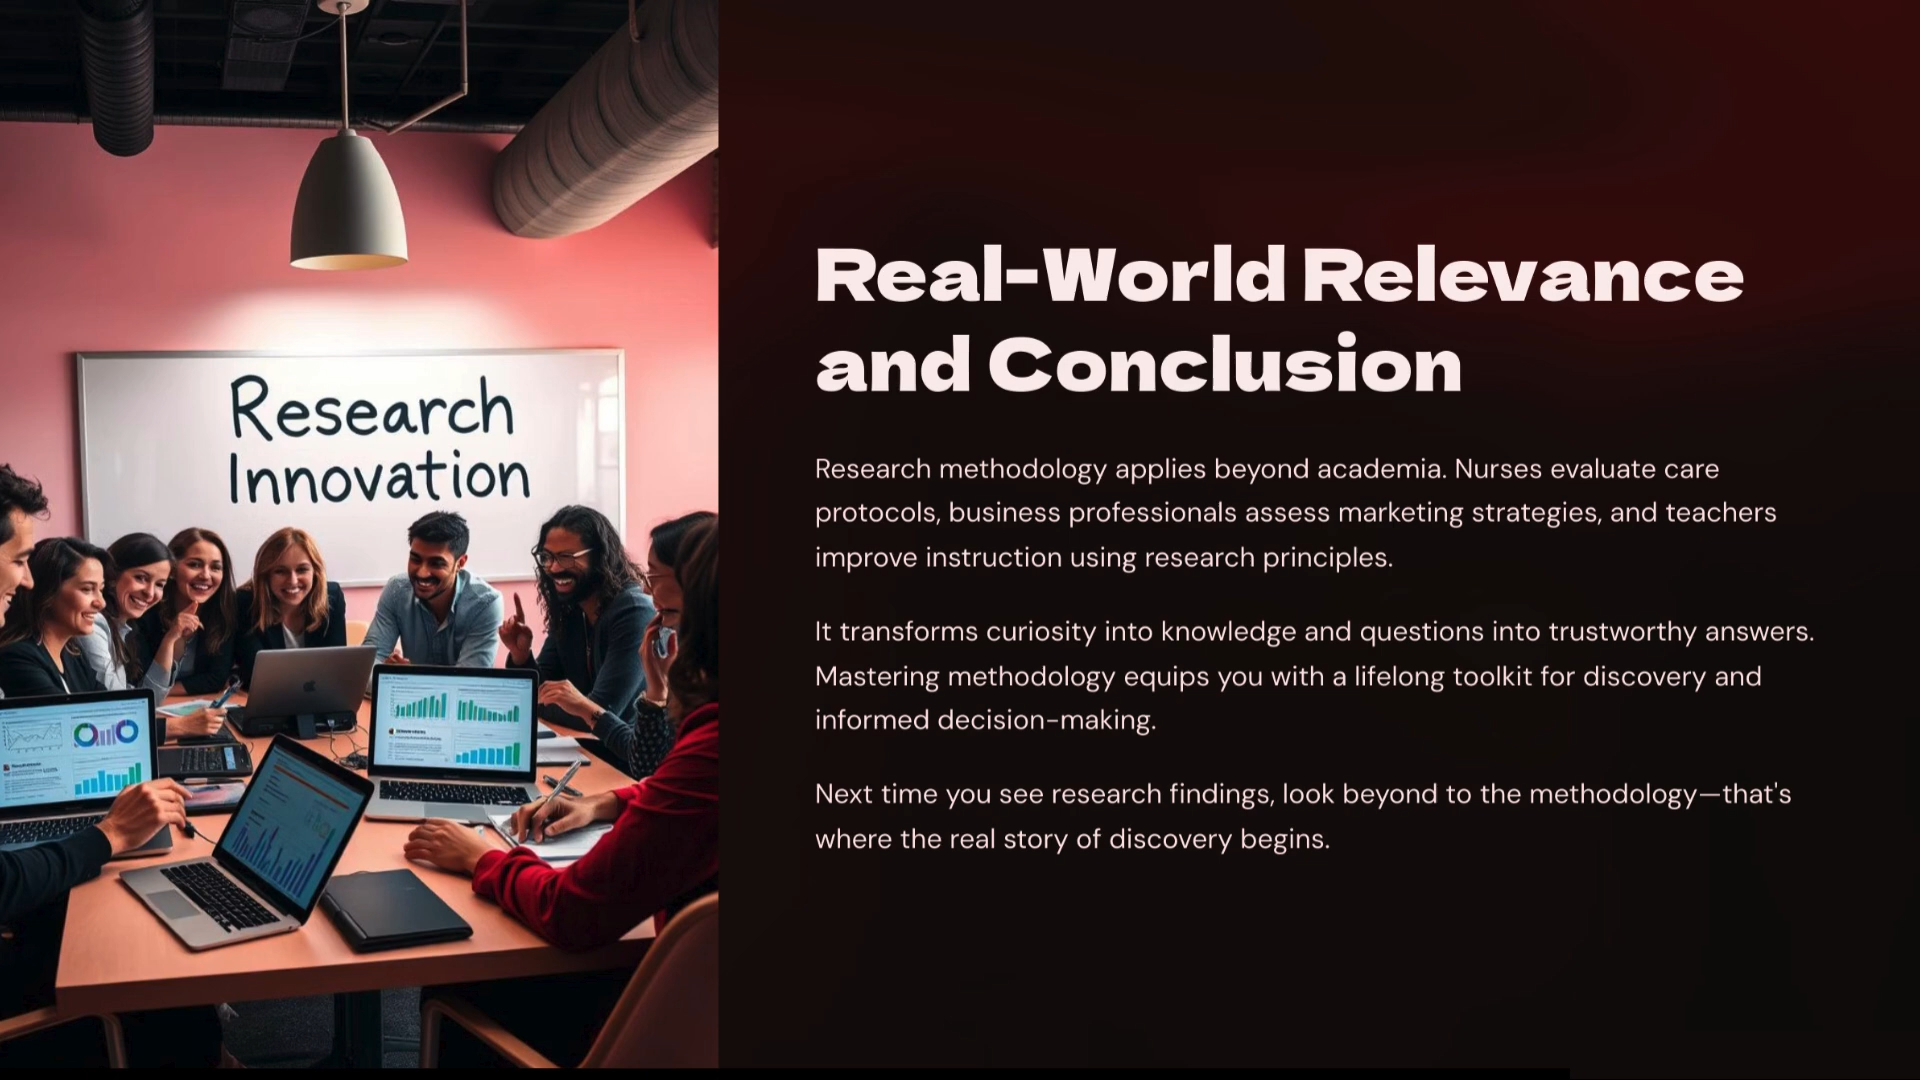 Research
Innovation
Real-World Relevance
and Conclusion
Research methodology applies beyond academia. Nurses evaluate care
protocols, business professionals assess marketing strategies, and teachers
improve instruction using research principles.
It transforms curiosity into knowledge and questions into trustworthy answers.
Mastering methodology equips you with a lifelong toolkit for discovery and
informed decision-making.
Next time you see research findings, look beyond to the methodology—that's
where the real story of discovery begins.